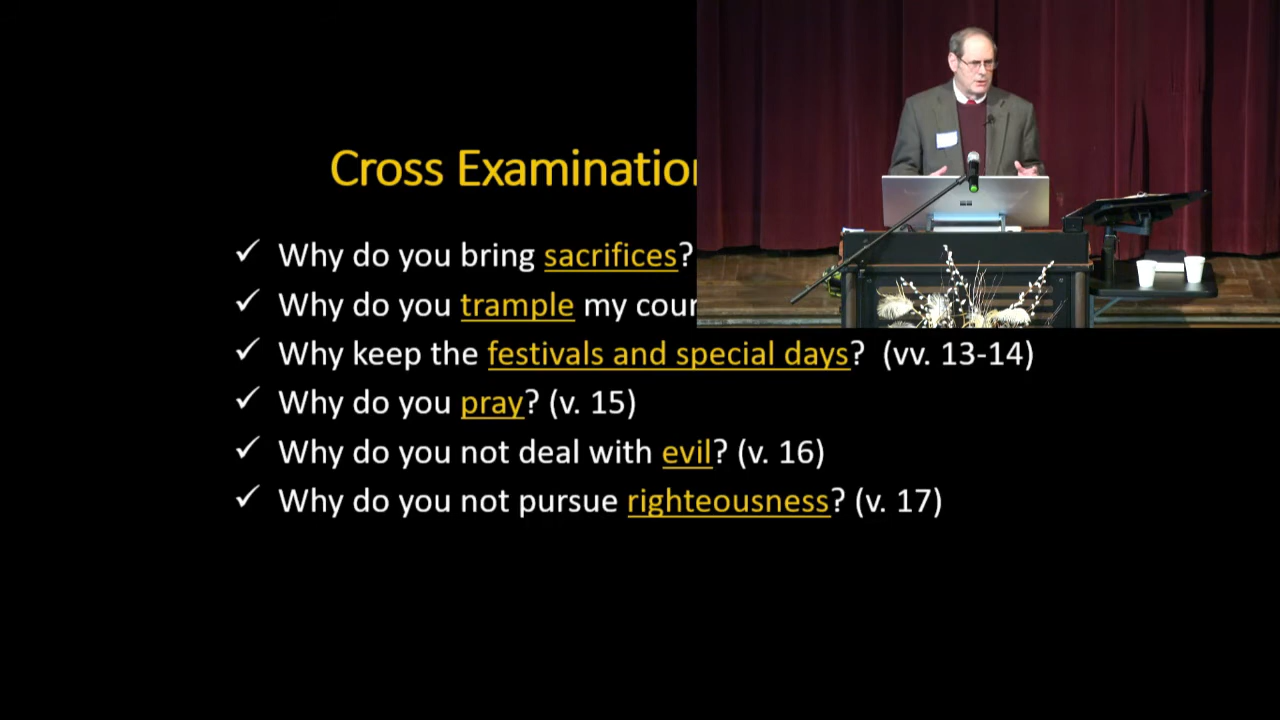 Cross Examination
✓ Why do you bring sacrifices?
✓ Why do you trample my cour
✓ Why keep the festivals and special days? (vv. 13-14)
✓ Why do you pray? (v. 15)
✓ Why do you not deal with evil? (v. 16)
✓ Why do you not pursue righteousness? (v. 17)